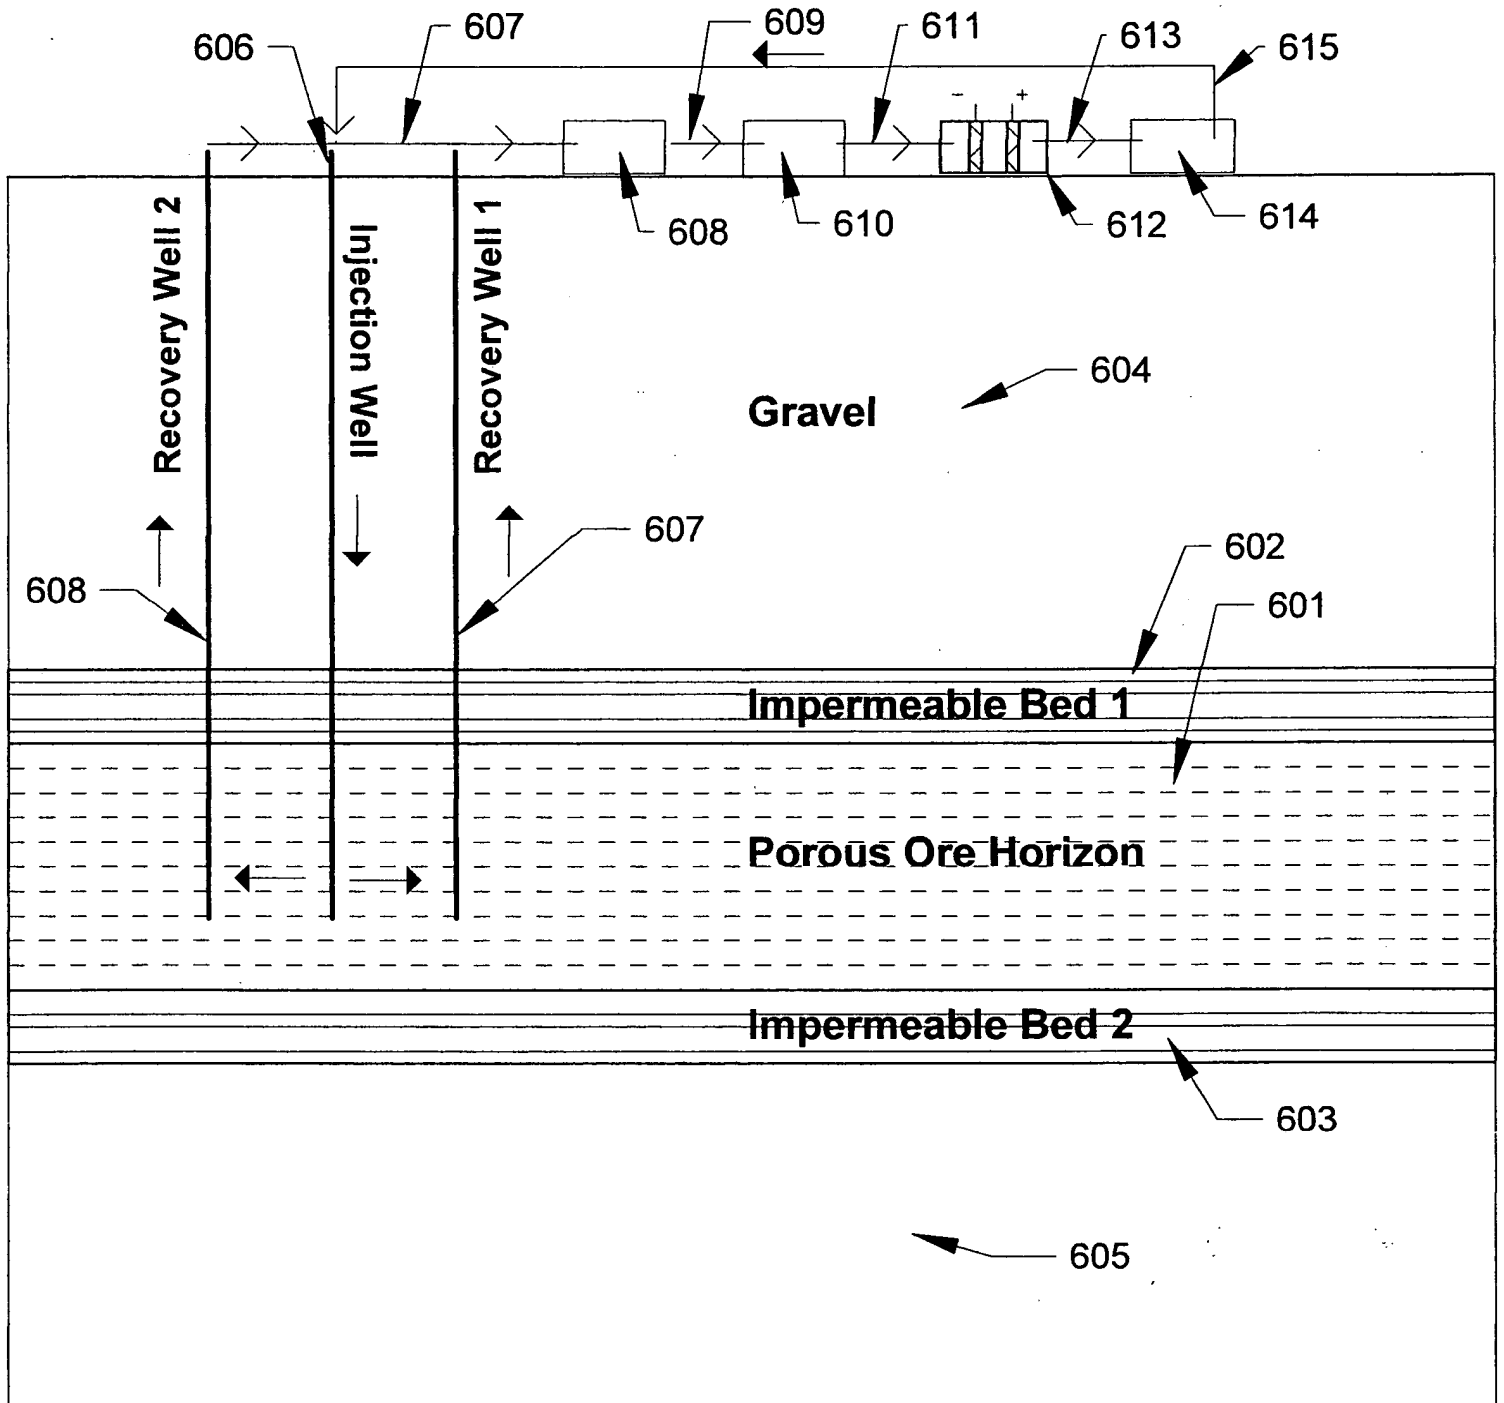 609
607
611
613
615
606
- +
608
610
612
614
Recovery Well 2
Injection Well
Recovery Well 1
604
Gravel
607
602
608
601
Impermeable Bed 1
Porous Ore Horizon
Impermeable Bed 2
603
605